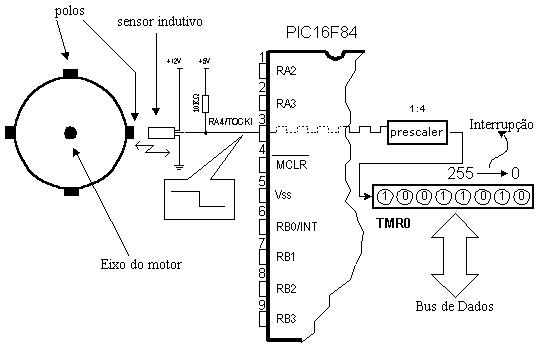 polos
sensor indutivo
PIC16F84
+12V
+5V
10KΩ
RA4/TOCKI
1
RA2
2
RA3
3
4
MCLR
5
Vss
6
RB0/INT
7
RB1
8
RB2
9
RB3
1:4
prescaler
Interrupção
255
0
1 0 0 1 1 0 1 0
TMR0
Eixo do motor
Bus de Dados